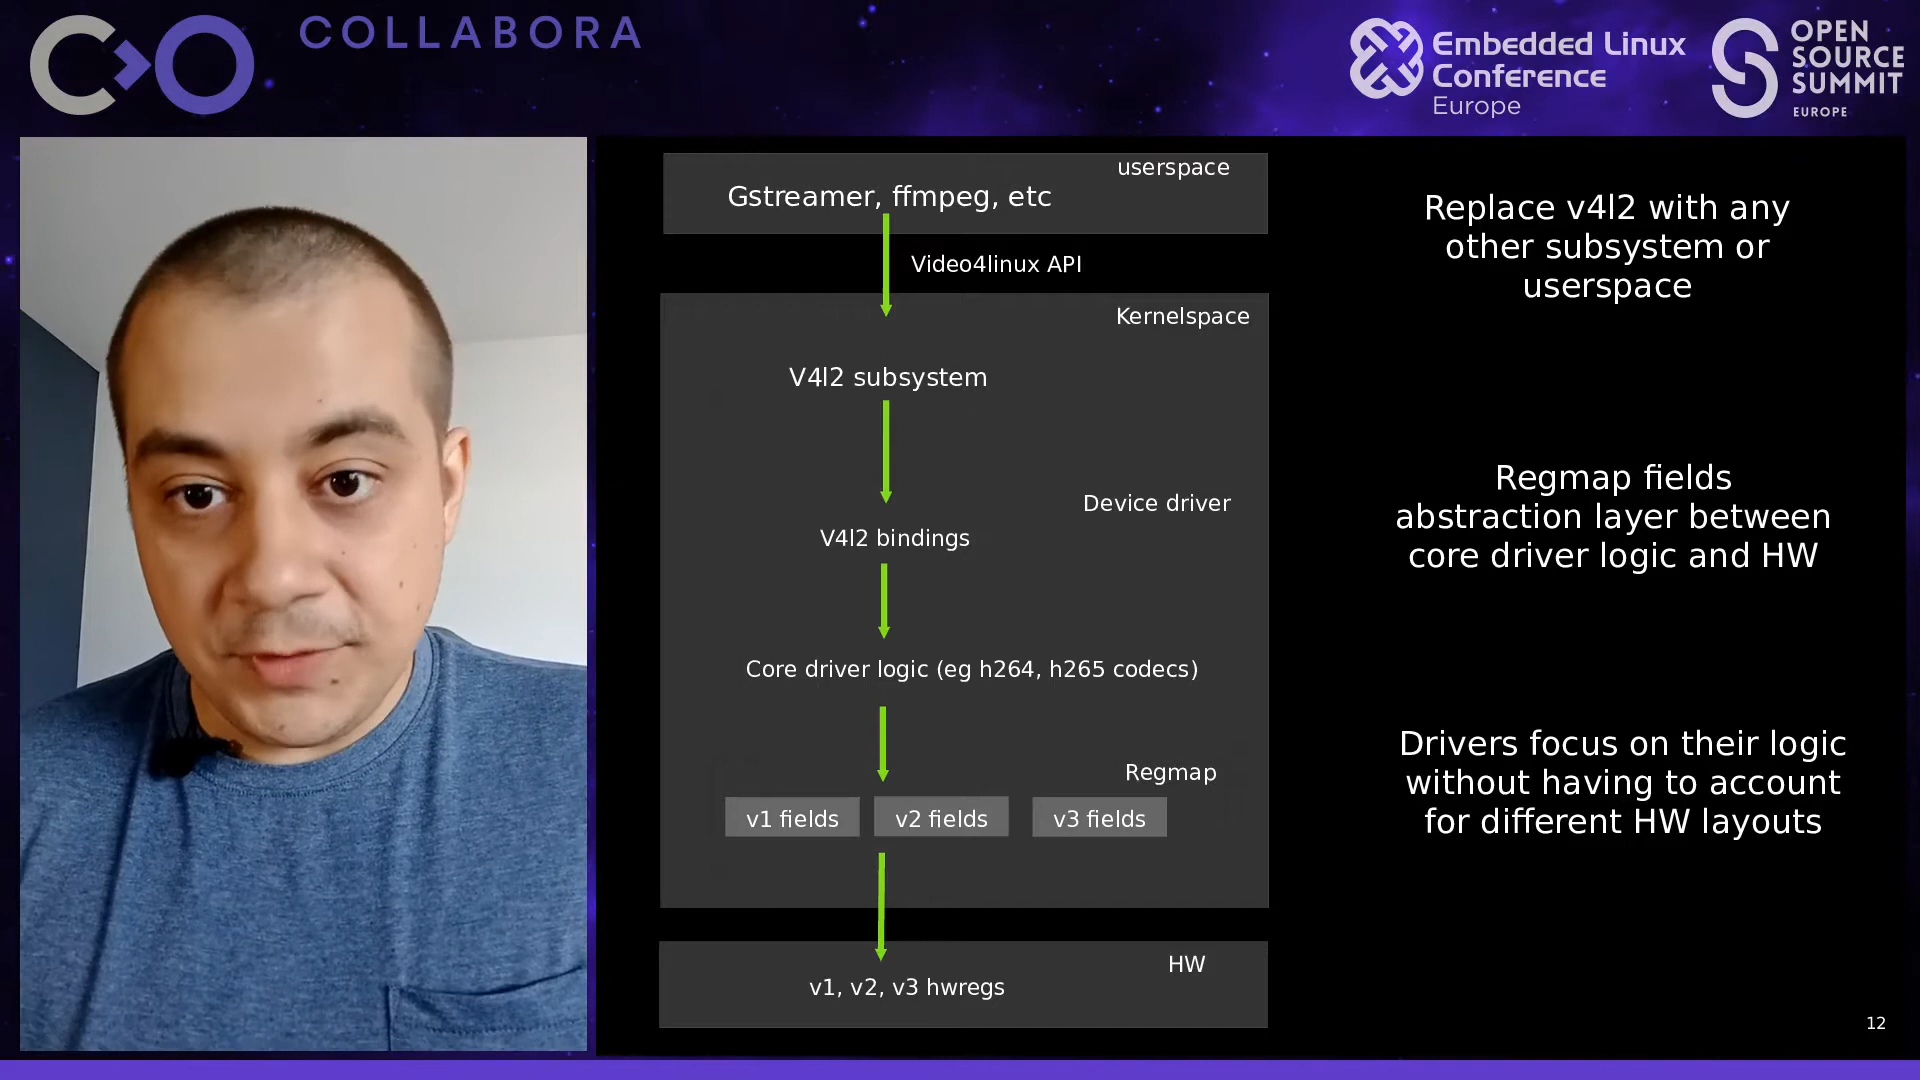 COLLABORA
Embedded Linux
Conference
Europe
OPEN
SOURCE
SUMMIT
EUROPE
userspace
Gstreamer, ffmpeg, etc
Video4linux API
Kernelspace
V4l2 subsystem
Device driver
V4l2 bindings
Core driver logic (eg h264, h265 codecs)
Regmap
v1 fields
v2 fields
v3 fields
HW
v1, v2, v3 hwregs
Replace v4l2 with any
other subsystem or
userspace
Regmap fields
abstraction layer between
core driver logic and HW
Drivers focus on their logic
without having to account
for different HW layouts
12